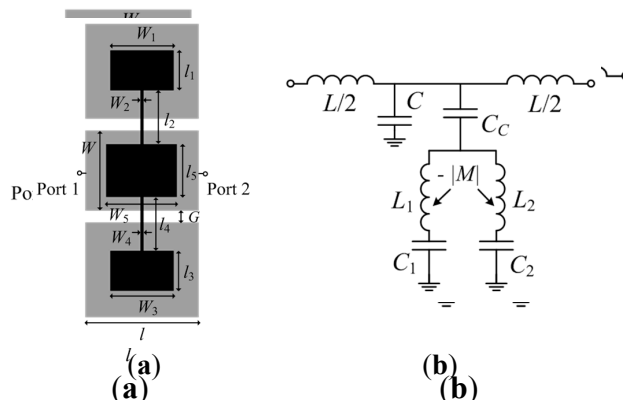 W₁
l₁
W₂
l₂
W
Po Port 1
l₅
Port 2
W₅
l₄
G
W₄
l₃
W₃
l
(a)
(a)
L/2
C
C_C
L/2
- |M|
L₁
L₂
C₁
C₂
(b)
(b)